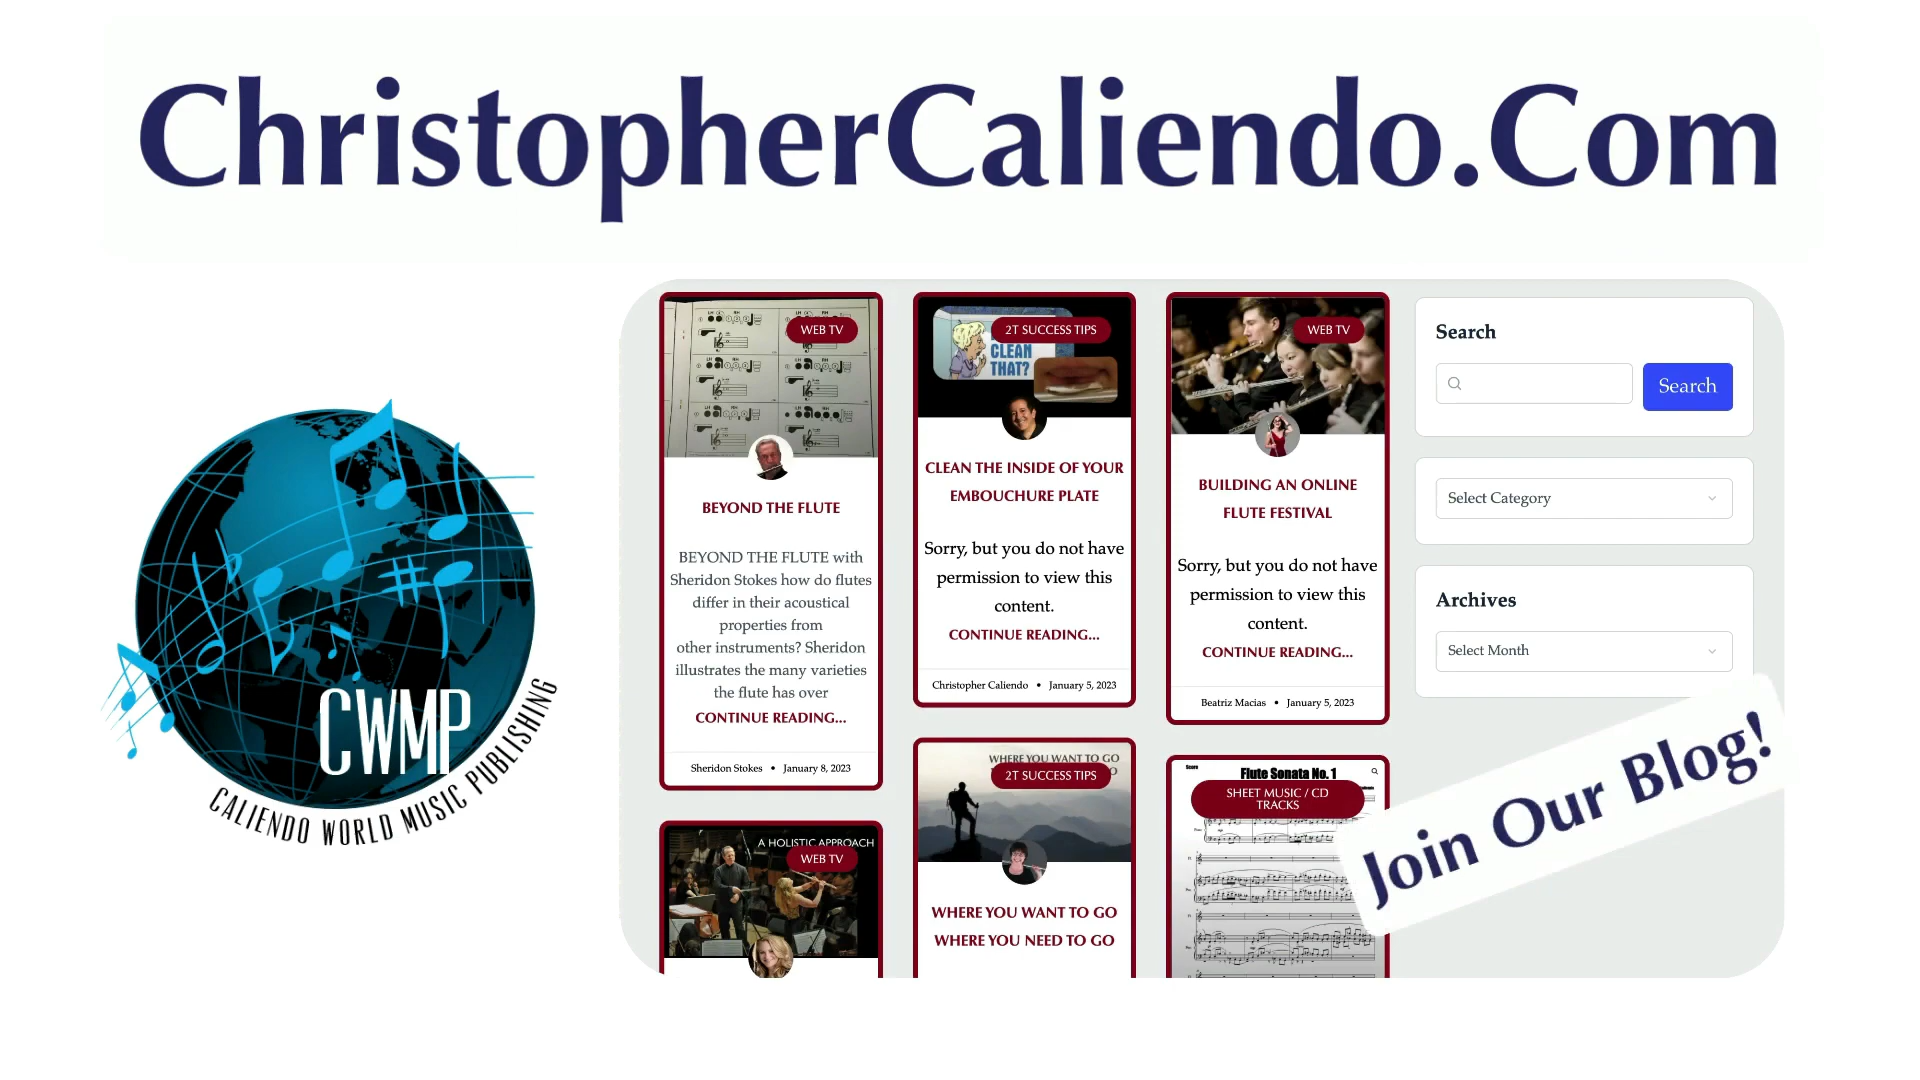 ChristopherCaliendo.Com
CWMP
CALIENDO WORLD MUSIC PUBLISHING
WEB TV
BEYOND THE FLUTE
BEYOND THE FLUTE with
Sheridon Stokes how do flutes
differ in their acoustical
properties from
other instruments? Sheridon
illustrates the many varieties
the flute has over
CONTINUE READING...
Sheridon Stokes • January 8, 2023
A HOLISTIC APPROACH
WEB TV
2T SUCCESS TIPS
CLEAN
THAT?
CLEAN THE INSIDE OF YOUR
EMBOUCHURE PLATE
Sorry, but you do not have
permission to view this
content.
CONTINUE READING...
Christopher Caliendo • January 5, 2023
WHERE YOU WANT TO GO
2T SUCCESS TIPS
WHERE YOU WANT TO GO
WHERE YOU NEED TO GO
WEB TV
BUILDING AN ONLINE
FLUTE FESTIVAL
Sorry, but you do not have
permission to view this
content.
CONTINUE READING...
Beatriz Macias • January 5, 2023
Score
Flute Sonata No. 1
SHEET MUSIC / CD
TRACKS
Search
Search
Select Category
Archives
Select Month
Join Our Blog!